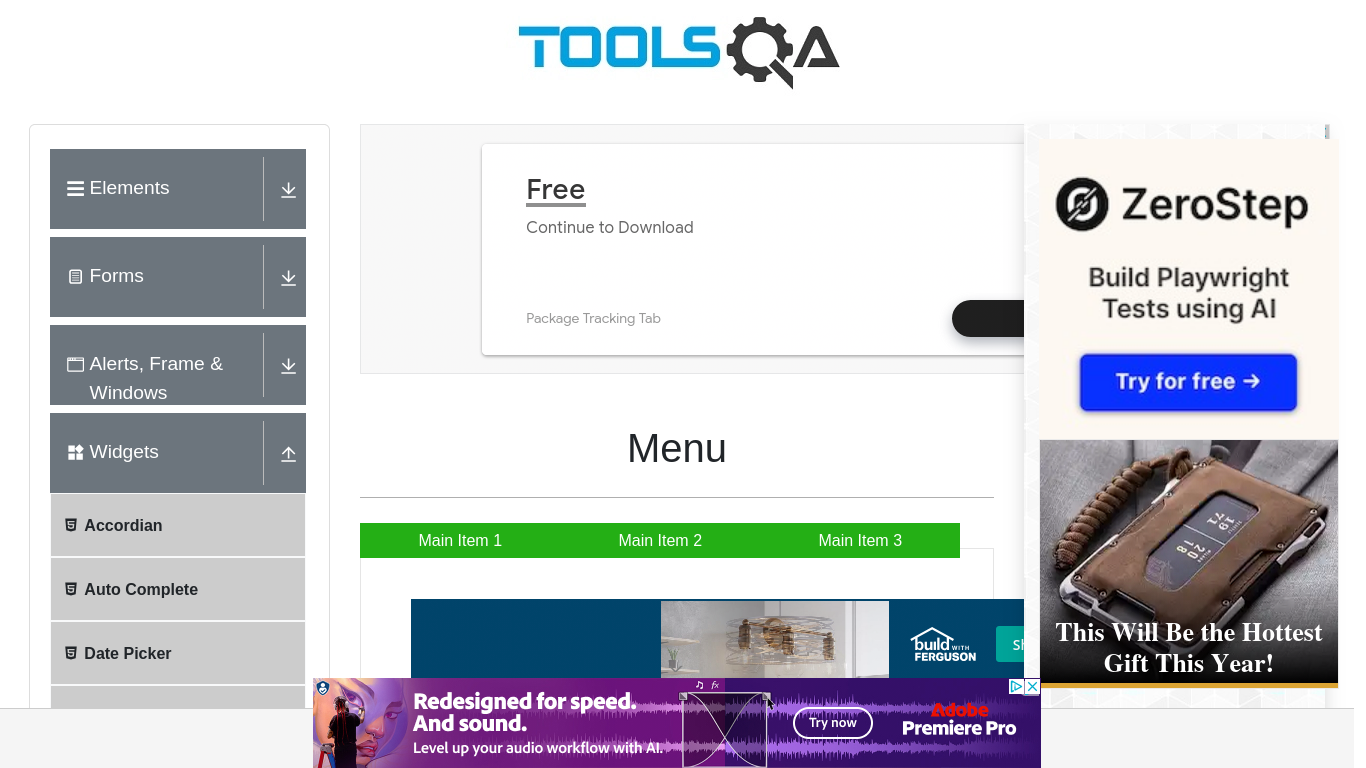 TOOLSQA
Elements
Forms
Alerts, Frame &
Windows
Widgets
Accordian
Auto Complete
Date Picker
Free
Continue to Download
Package Tracking Tab
Menu
Main Item 1
Main Item 2
Main Item 3
build WITH
FERGUSON
Sh
ZeroStep
Build Playwright
Tests using AI
Try for free →
This Will Be the Hottest
Gift This Year!
Redesigned for speed.
And sound.
Level up your audio workflow with AI.
fx
Try now
Adobe
Premiere Pro